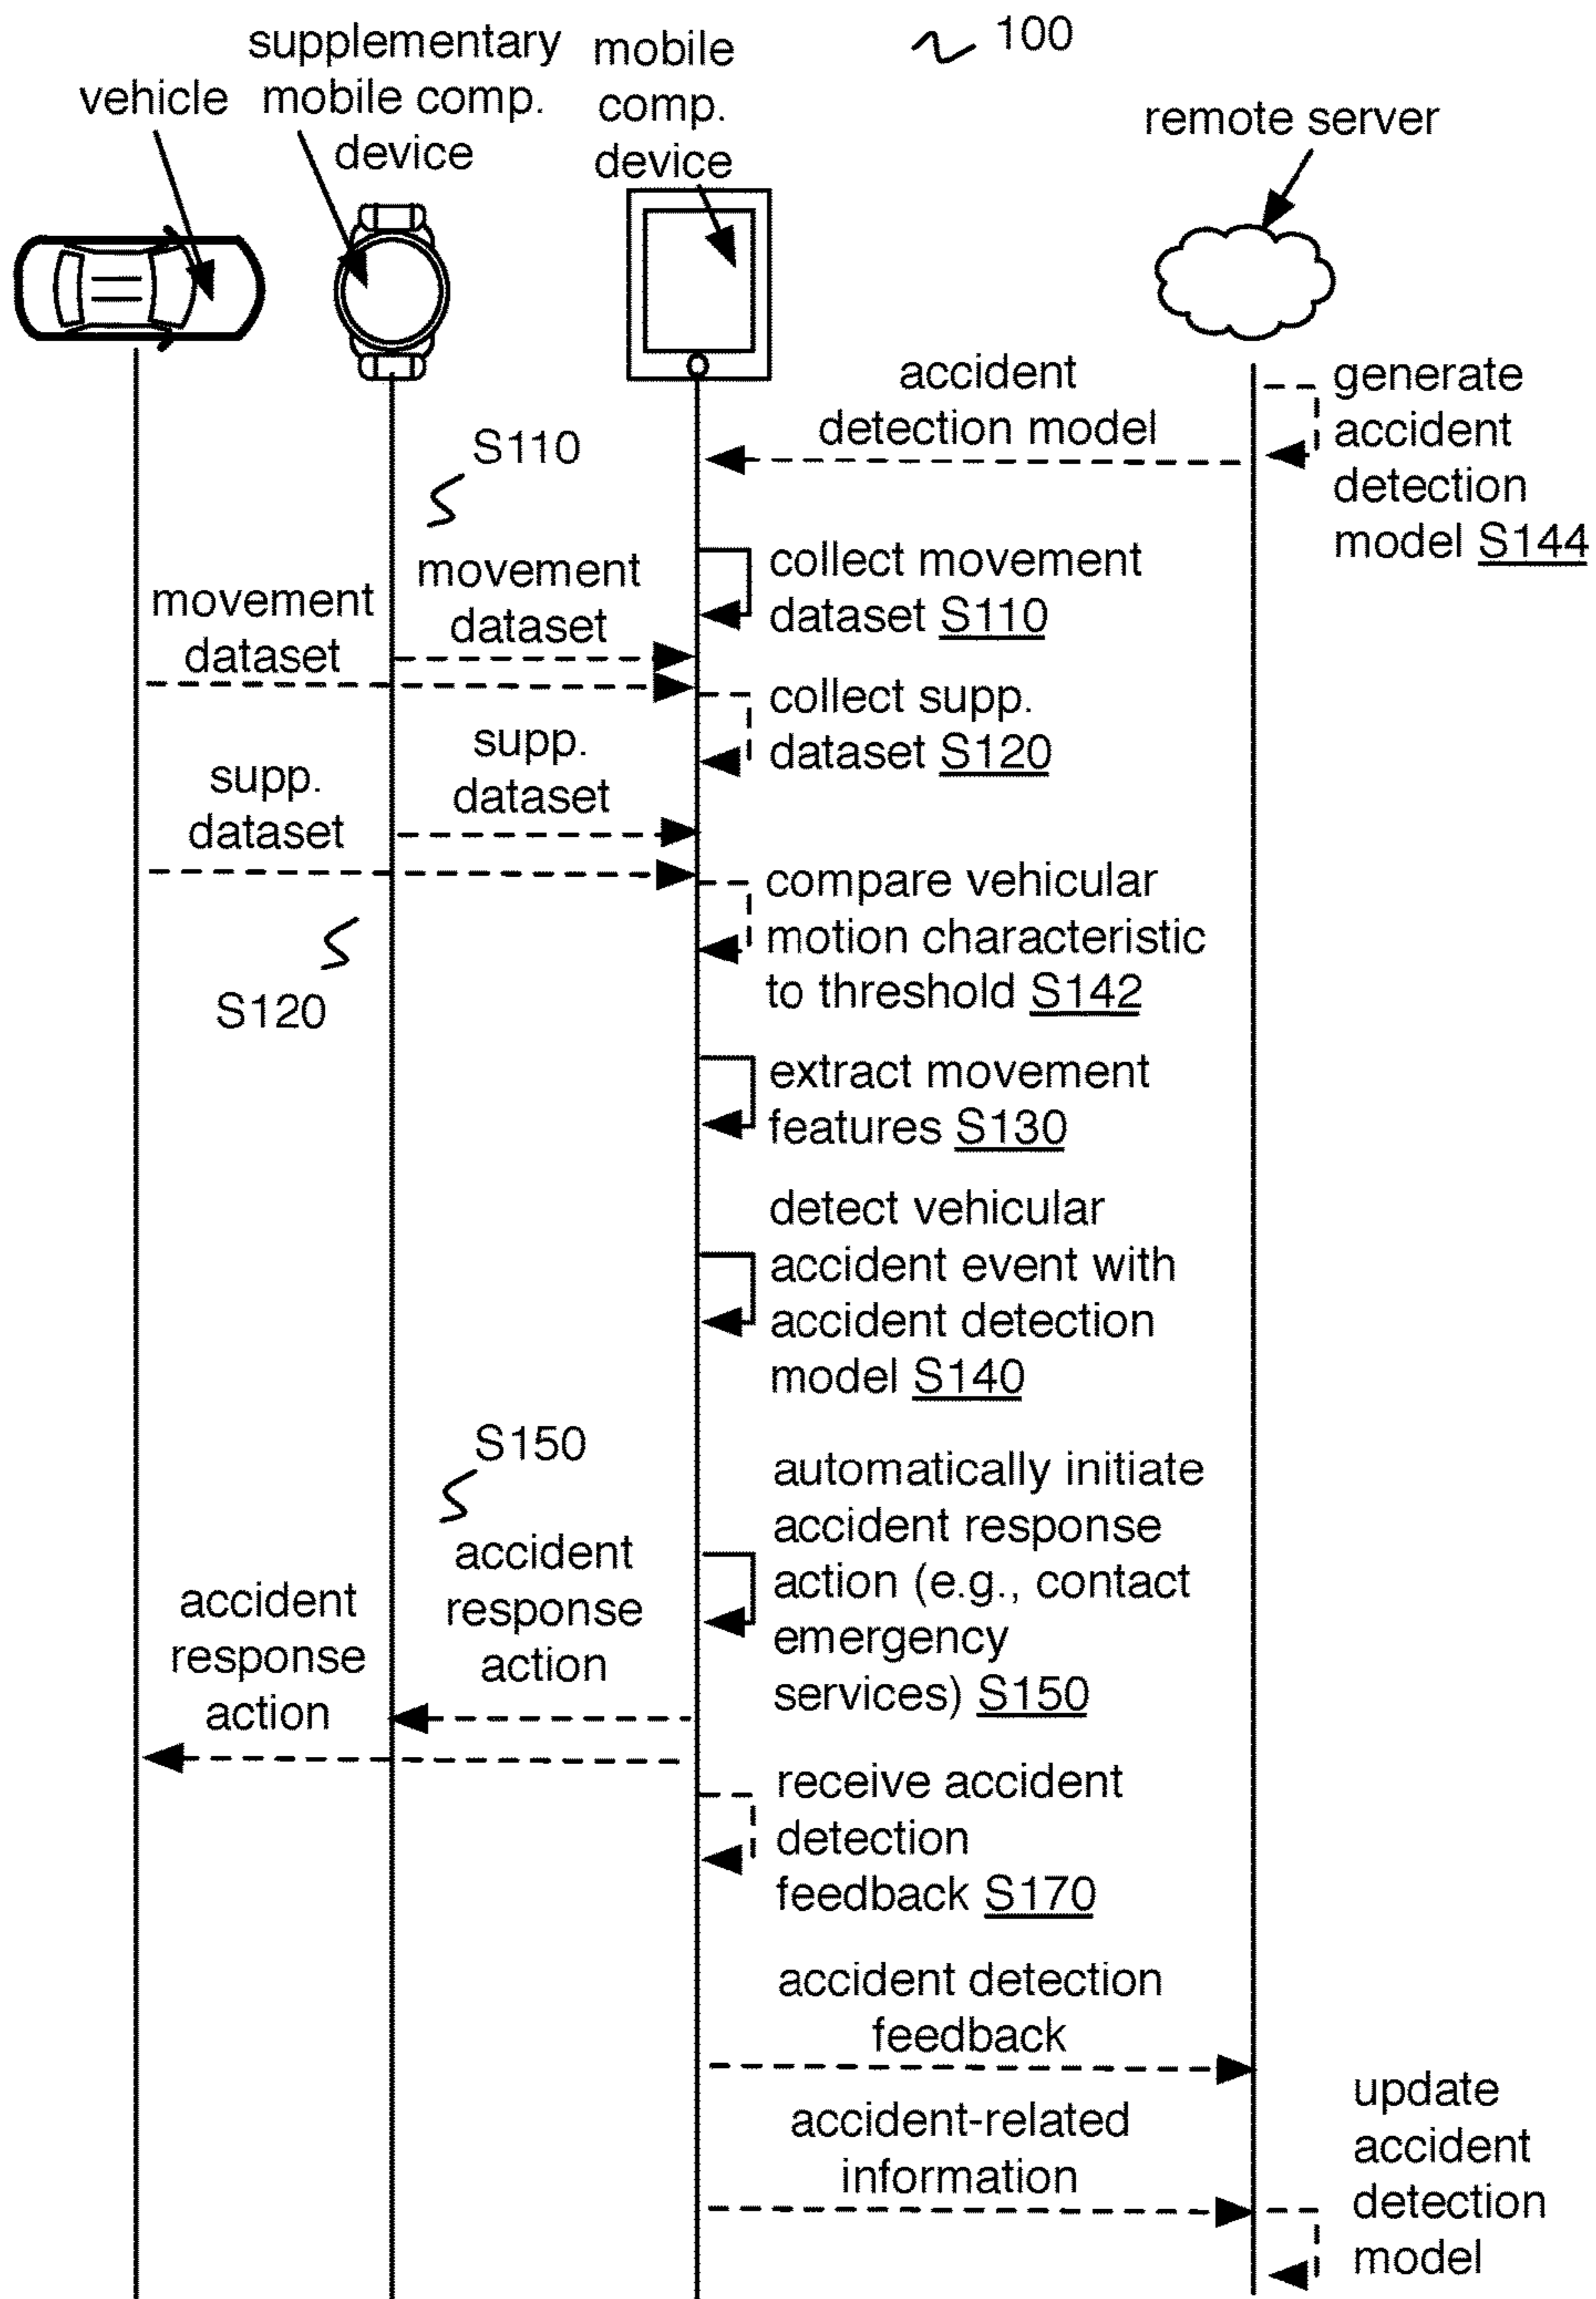 100
supplementary
mobile comp.
device
mobile
comp.
device
vehicle
remote server
accident
detection model
generate
accident
detection
model S144
S110
movement
dataset
movement
dataset
collect movement
dataset S110
collect supp.
dataset S120
supp.
dataset
supp.
dataset
S120
compare vehicular
motion characteristic
to threshold S142
extract movement
features S130
detect vehicular
accident event with
accident detection
model S140
S150
automatically initiate
accident response
action (e.g., contact
emergency
services) S150
accident
response
action
accident
response
action
receive accident
detection
feedback S170
accident detection
feedback
accident-related
information
update
accident
detection
model